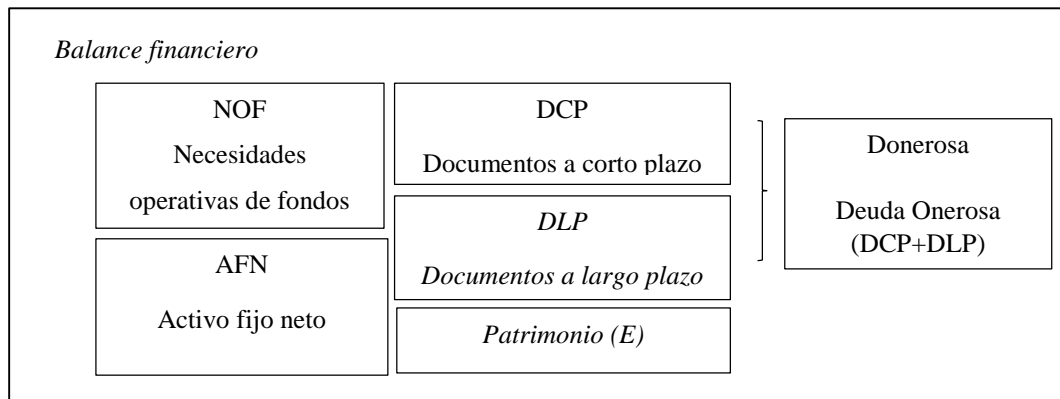 Balance financiero
NOF
Necesidades
operativas de fondos
AFN
Activo fijo neto
DCP
Documentos a corto plazo
DLP
Documentos a largo plazo
Patrimonio (E)
Donerosa
Deuda Onerosa
(DCP+DLP)